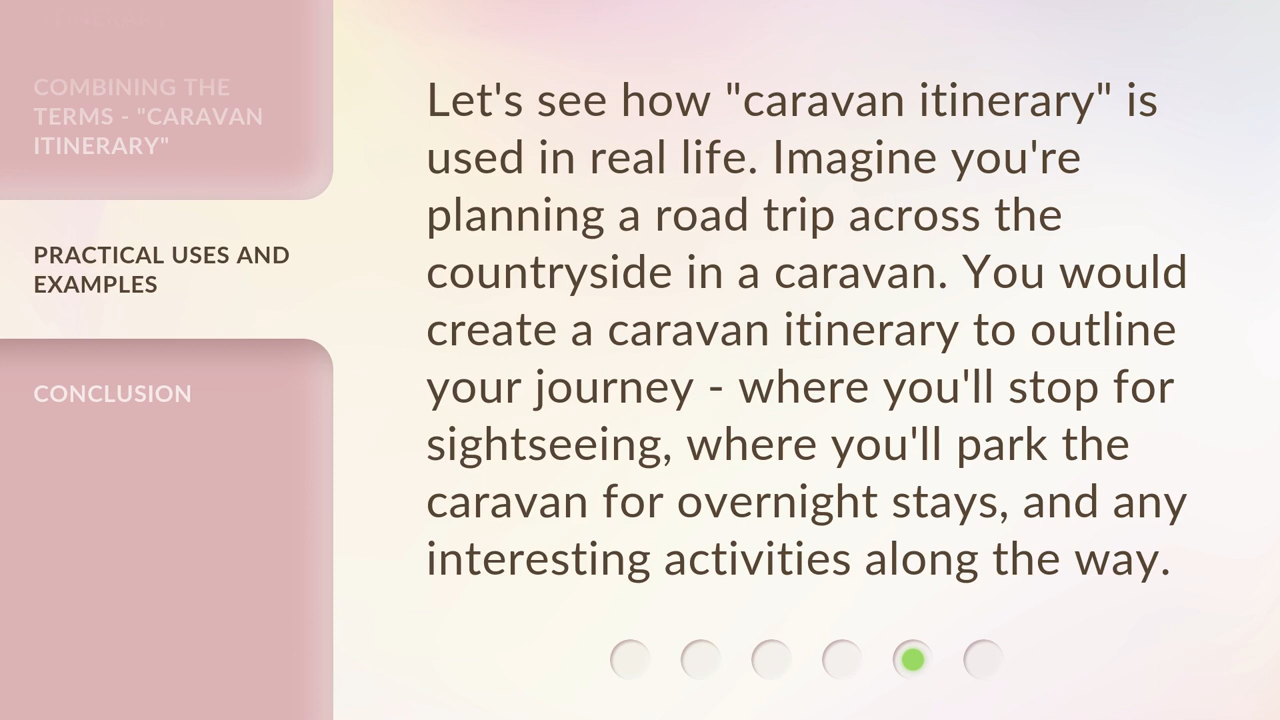 COMBINING THE
TERMS - "CARAVAN
ITINERARY"
PRACTICAL USES AND
EXAMPLES
CONCLUSION
Let's see how "caravan itinerary" is
used in real life. Imagine you're
planning a road trip across the
countryside in a caravan. You would
create a caravan itinerary to outline
your journey - where you'll stop for
sightseeing, where you'll park the
caravan for overnight stays, and any
interesting activities along the way.